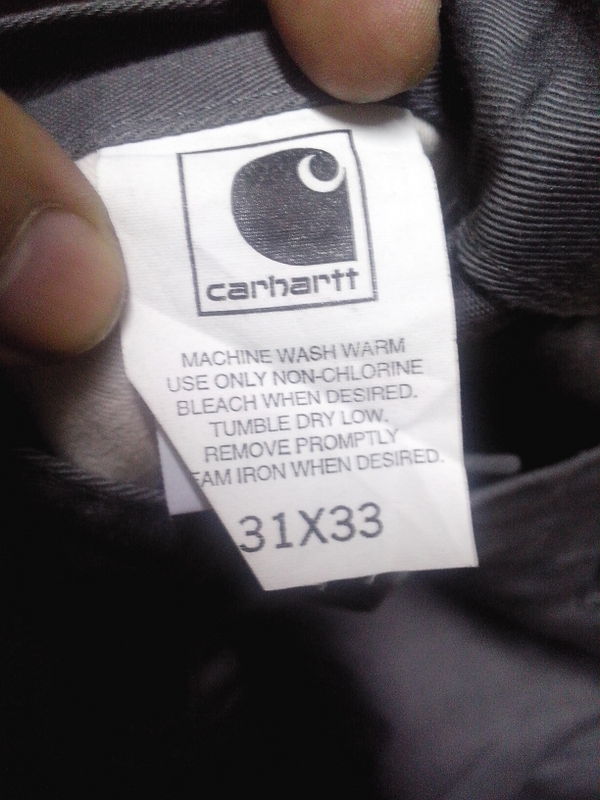 carhartt
MACHINE WASH WARM
USE ONLY NON-CHLORINE
BLEACH WHEN DESIRED.
TUMBLE DRY LOW.
REMOVE PROMPTLY
IRON WHEN DESIRED.
31X33